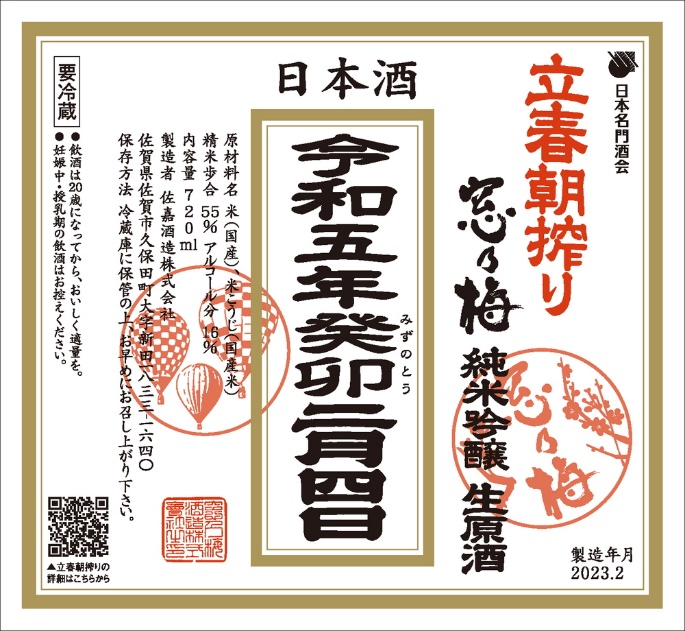 日本名門酒会
立春朝搾り
窓乃梅
純米吟醸 生原酒
窓乃梅
製造年月
2023.2
日本酒
令和五年癸卯二月四日
みずのとう
原材料名 米(国産)、米こうじ(国産米)
精米歩合 55% アルコール分 16%
内容量 720ml
製造者 佐嘉酒造株式会社
佐賀県佐賀市久保田町大字新田一八三三-一六四〇
保存方法 冷蔵庫に保管の上、お早めにお召し上がり下さい。
要冷蔵
●飲酒は20歳になってから、おいしく適量を。
●妊娠中・授乳期の飲酒はお控えください。
▲立春朝搾りの
詳細はこちらから